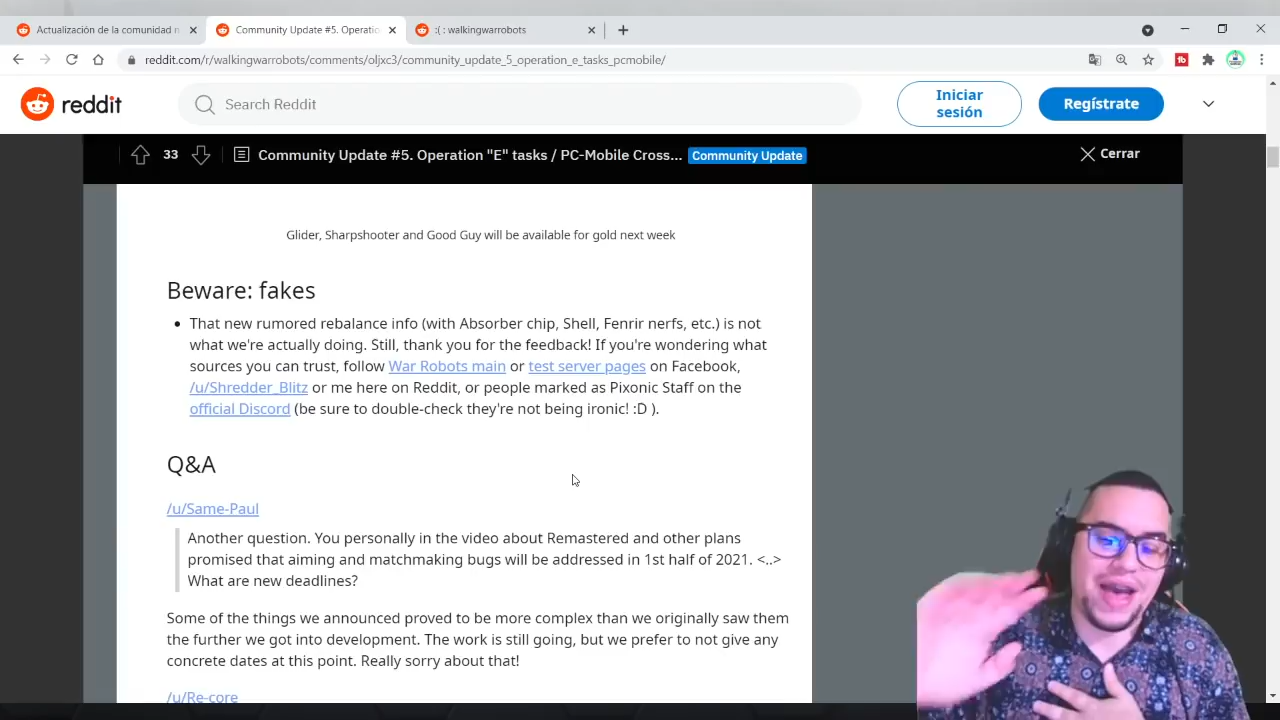 Actualización de la comunidad n
Community Update #5. Operatio
:( : walkingwarrobots
reddit.com/r/walkingwarrobots/comments/oljxc3/community_update_5_operation_e_tasks_pcmobile/
reddit
Search Reddit
Iniciar
sesión
Regístrate
33
Community Update #5. Operation "E" tasks / PC-Mobile Cross...
Community Update
Cerrar
Glider, Sharpshooter and Good Guy will be available for gold next week
Beware: fakes
That new rumored rebalance info (with Absorber chip, Shell, Fenrir nerfs, etc.) is not
what we're actually doing. Still, thank you for the feedback! If you're wondering what
sources you can trust, follow War Robots main or test server pages on Facebook,
/u/Shredder_Blitz or me here on Reddit, or people marked as Pixonic Staff on the
official Discord (be sure to double-check they're not being ironic! :D ).
Q&A
/u/Same-Paul
Another question. You personally in the video about Remastered and other plans
promised that aiming and matchmaking bugs will be addressed in 1st half of 2021. <..>
What are new deadlines?
Some of the things we announced proved to be more complex than we originally saw them
the further we got into development. The work is still going, but we prefer to not give any
concrete dates at this point. Really sorry about that!
/u/Re-core